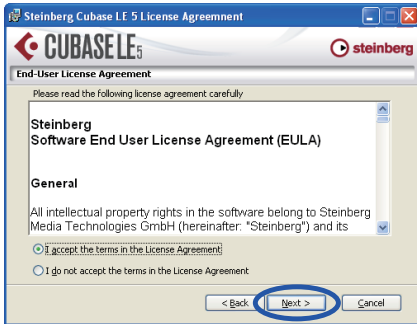 Steinberg Cubase LE 5 License Agreemnent
CUBASE LE5
steinberg
End-User License Agreement
Please read the following license agreement carefully
Steinberg
Software End User License Agreement (EULA)
General
All intellectual property rights in the software belong to Steinberg
Media Technologies GmbH (hereinafter: "Steinberg") and its
I accept the terms in the License Agreement
I do not accept the terms in the License Agreement
< Back
Next >
Cancel